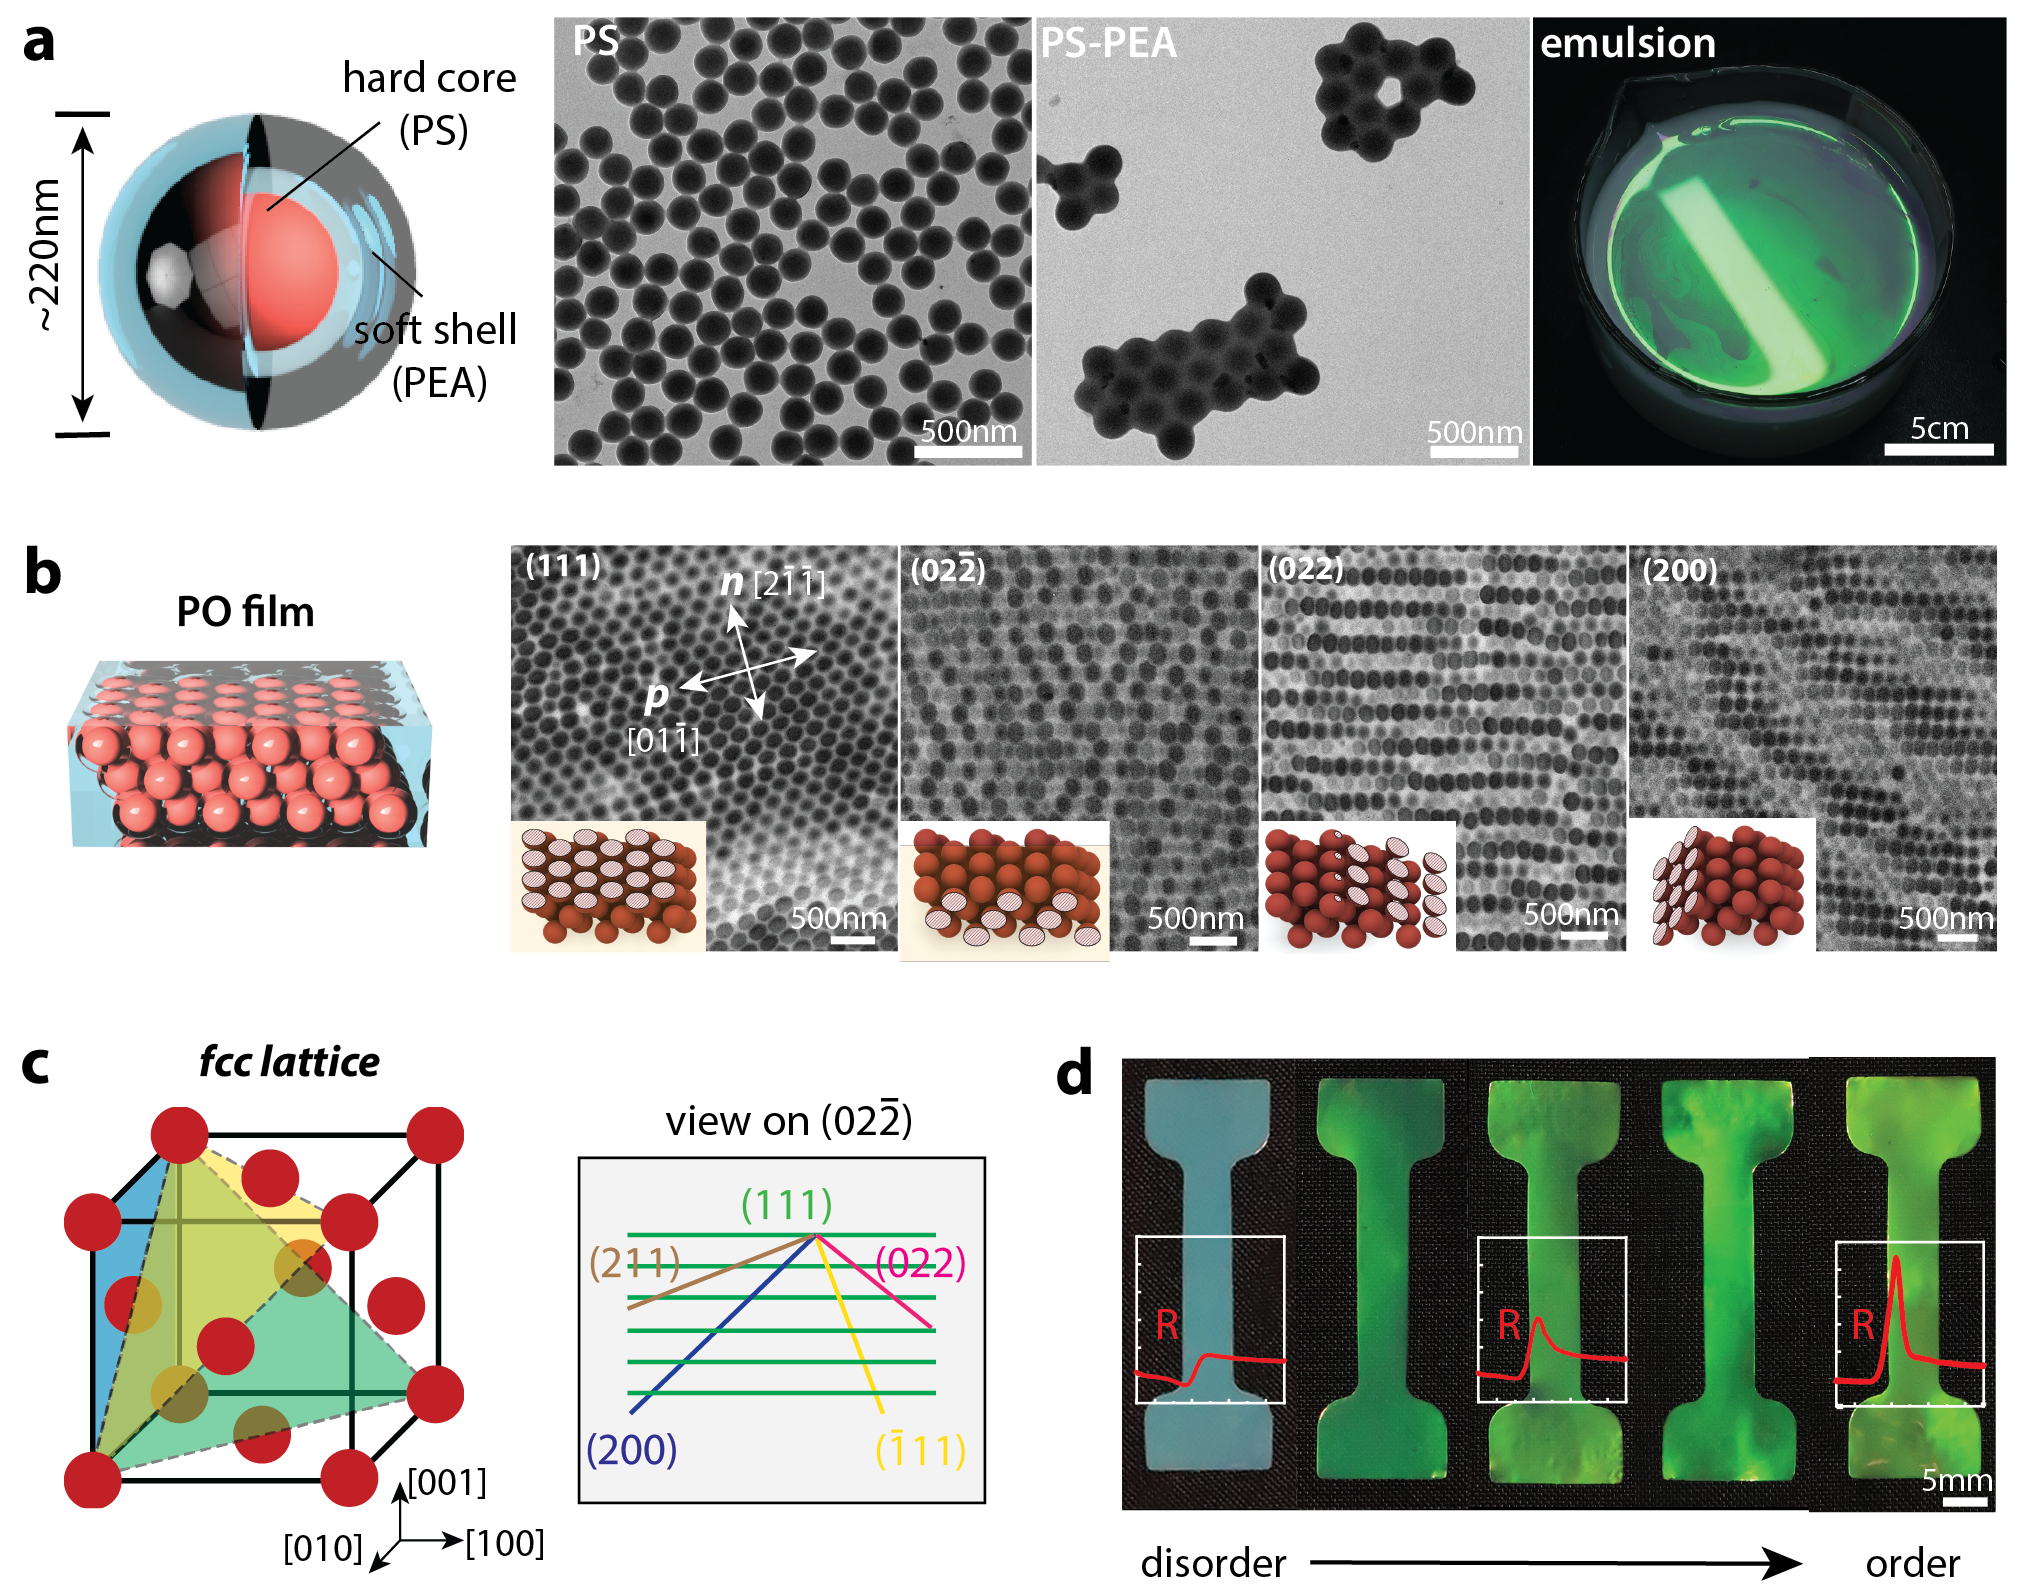 a
hard core
(PS)
~220nm
soft shell
(PEA)
PS
500nm
PS-PEA
500nm
emulsion
5cm
b
PO film
(111)
n [21̅1̅]
p
[011̅]
500nm
(022̅)
500nm
(022)
500nm
(200)
500nm
c
fcc lattice
[001]
[010]
[100]
view on (022̅)
(111)
(211)
(022)
(200)
(1̅11)
d
R
R
R
5mm
disorder
order